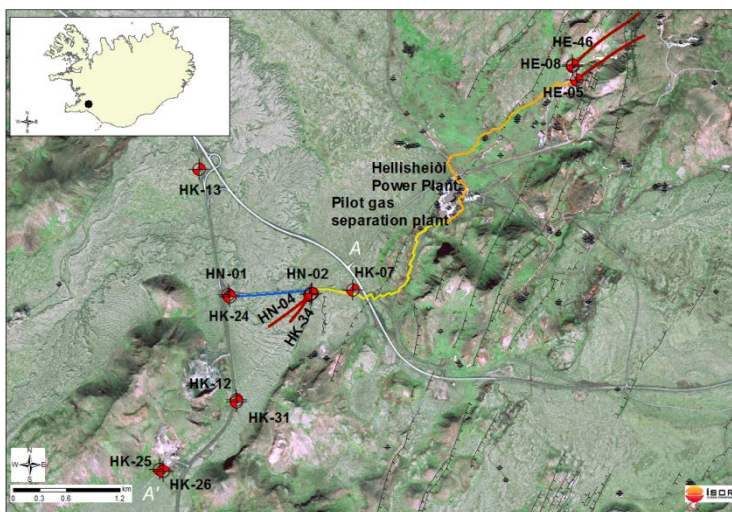 HE-46
HE-08
HE-05
Hellisheiði
Power Plant
Pilot gas
separation plant
HK-13
A
HN-01
HN-02
HK-07
HK-24
HN-04
HK-34
HK-12
HK-31
HK-25
HK-26
A'
N
W E
S
km
0 0.3 0.6 1.2
ÍSOR